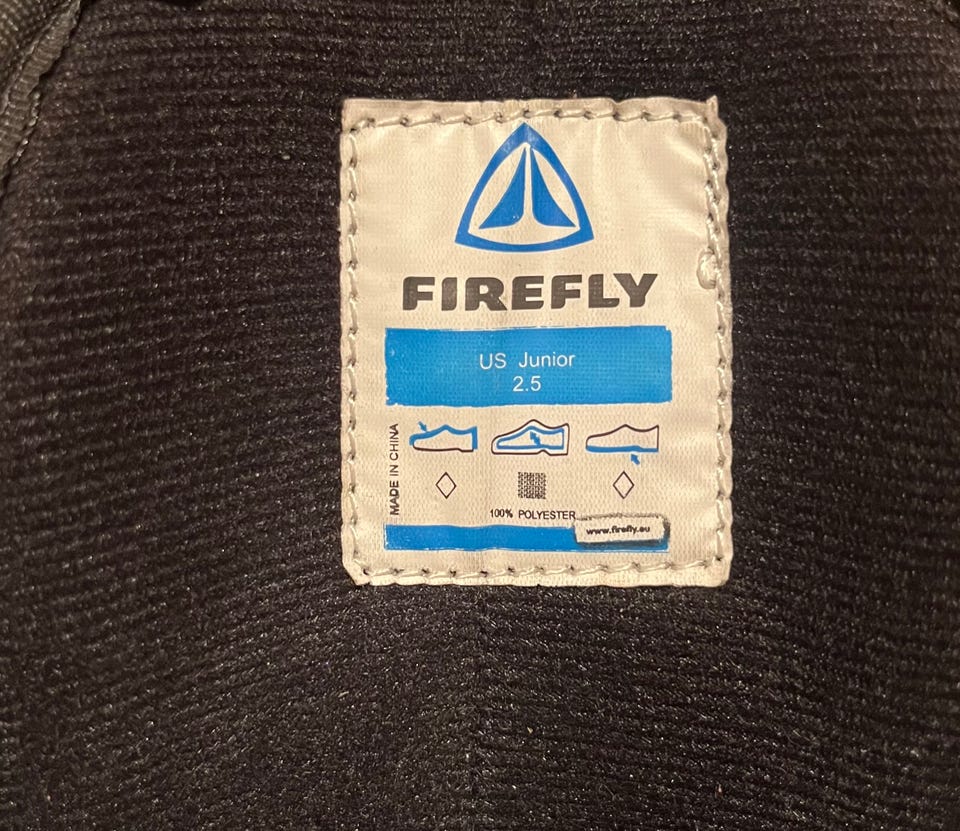 FIREFLY
US Junior
2.5
MADE IN CHINA
100% POLYESTER
www.firefly.eu